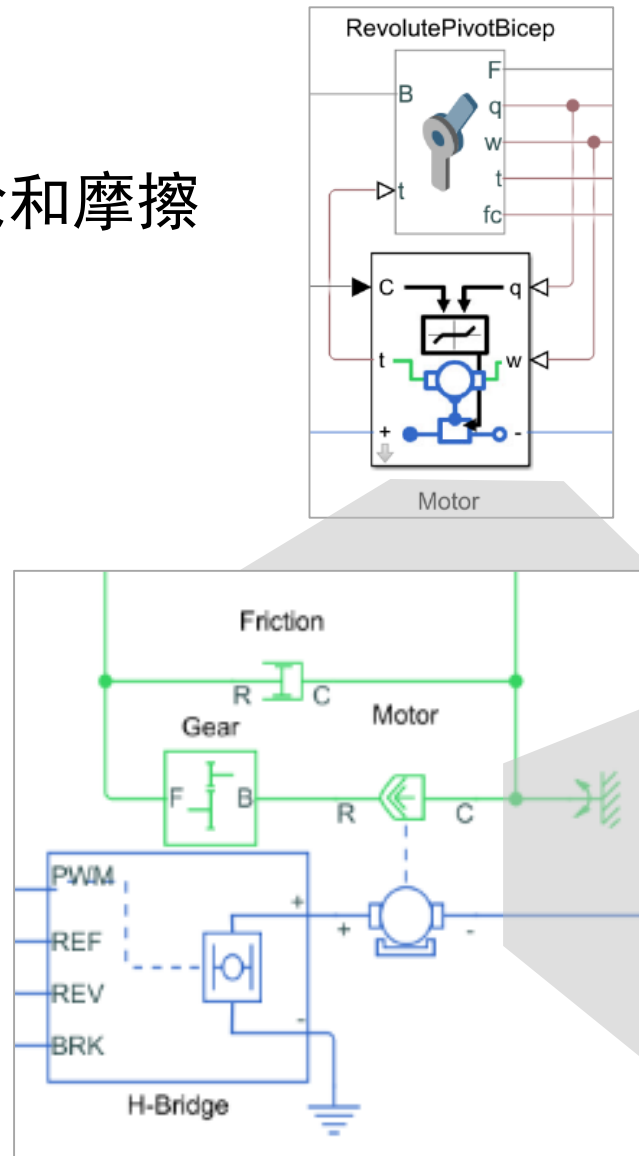 RevolutePivotBicep
F
B
q
w
t
t
fc
和摩擦
C
q
t
w
+
-
Motor
Friction
R
C
Gear
Motor
F
B
R
C
PWM
+
+
-
REF
REV
-
BRK
H-Bridge